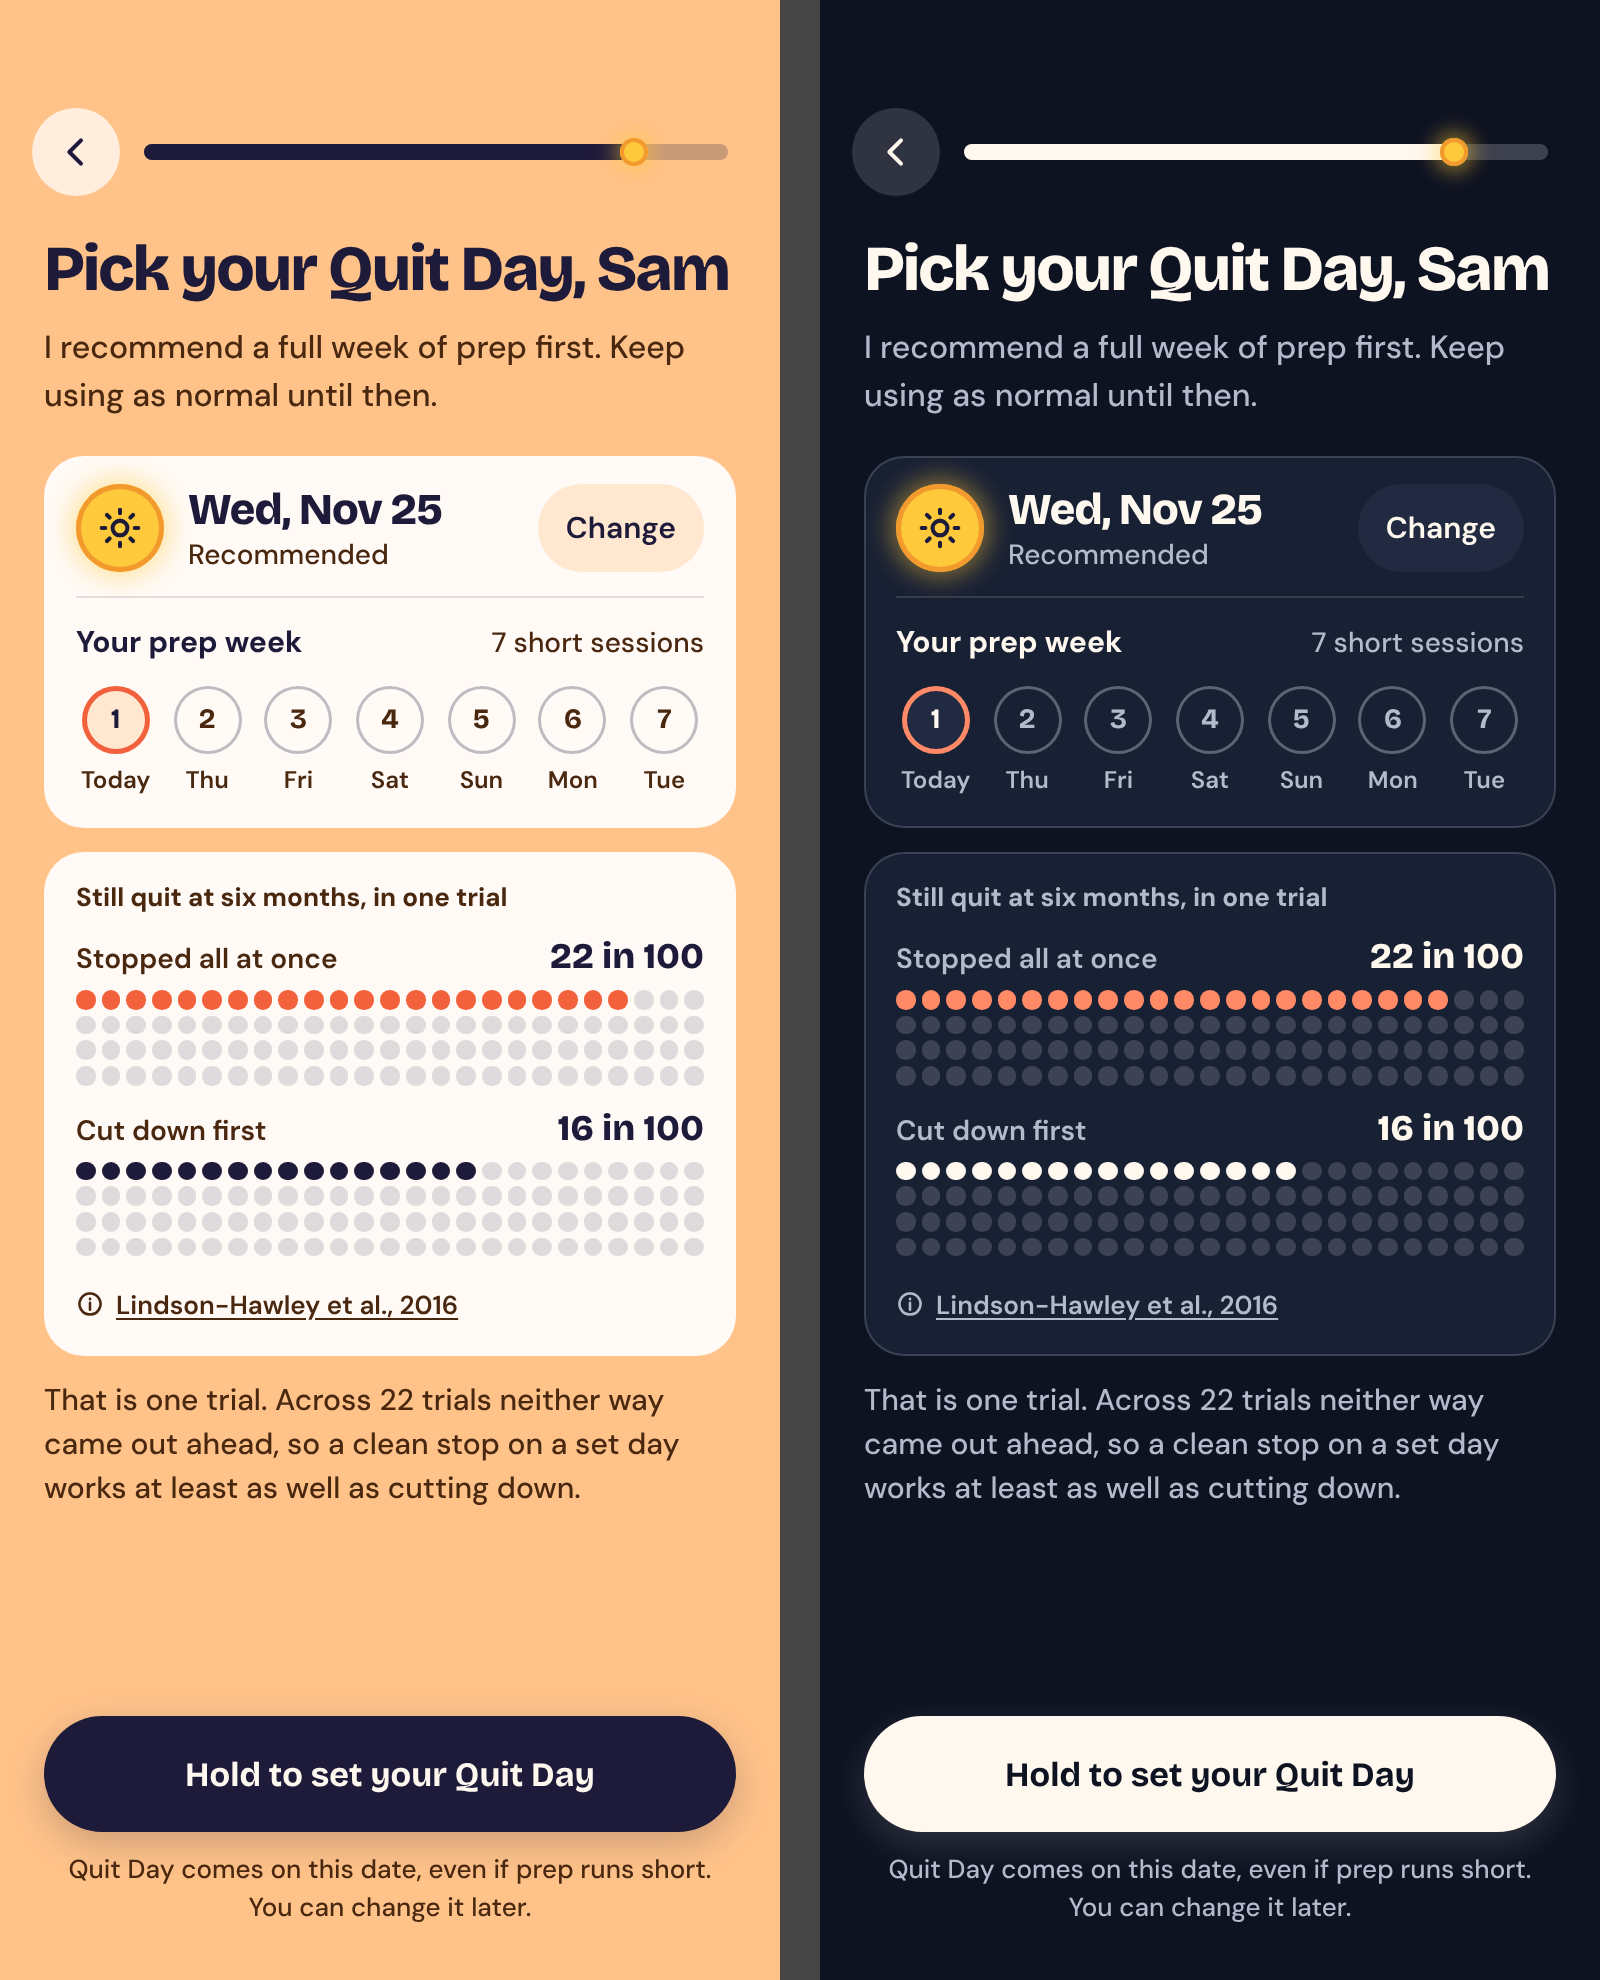 Pick your Quit Day, Sam
I recommend a full week of prep first. Keep
using as normal until then.
Wed, Nov 25
Recommended
Change
Your prep week
7 short sessions
1 2 3 4 5 6 7
Today Thu Fri Sat Sun Mon Tue
Still quit at six months, in one trial
Stopped all at once
22 in 100
Cut down first
16 in 100
Lindson-Hawley et al., 2016
That is one trial. Across 22 trials neither way
came out ahead, so a clean stop on a set day
works at least as well as cutting down.
Hold to set your Quit Day
Quit Day comes on this date, even if prep runs short.
You can change it later.
Pick your Quit Day, Sam
I recommend a full week of prep first. Keep
using as normal until then.
Wed, Nov 25
Recommended
Change
Your prep week
7 short sessions
1 2 3 4 5 6 7
Today Thu Fri Sat Sun Mon Tue
Still quit at six months, in one trial
Stopped all at once
22 in 100
Cut down first
16 in 100
Lindson-Hawley et al., 2016
That is one trial. Across 22 trials neither way
came out ahead, so a clean stop on a set day
works at least as well as cutting down.
Hold to set your Quit Day
Quit Day comes on this date, even if prep runs short.
You can change it later.